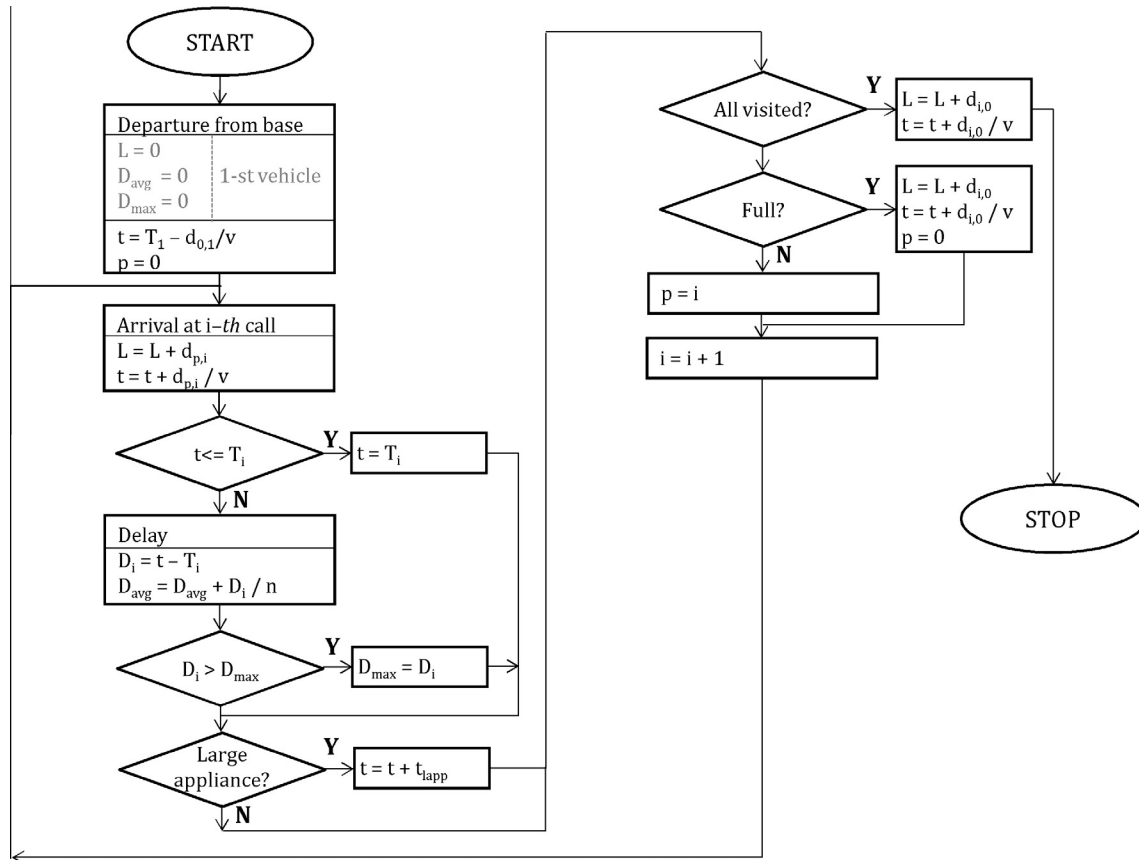 START
Departure from base
L = 0
D_avg = 0
D_max = 0
1-st vehicle
t = T_1 – d_0,1/v
p = 0
Arrival at i–th call
L = L + d_p,i
t = t + d_p,i / v
t<= T_i
Y
t = T_i
N
Delay
D_i = t – T_i
D_avg = D_avg + D_i / n
D_i > D_max
Y
D_max = D_i
Large
appliance?
Y
t = t + t_lapp
N
All visited?
Y
L = L + d_i,0
t = t + d_i,0 / v
Full?
Y
L = L + d_i,0
t = t + d_i,0 / v
p = 0
N
p = i
i = i + 1
STOP